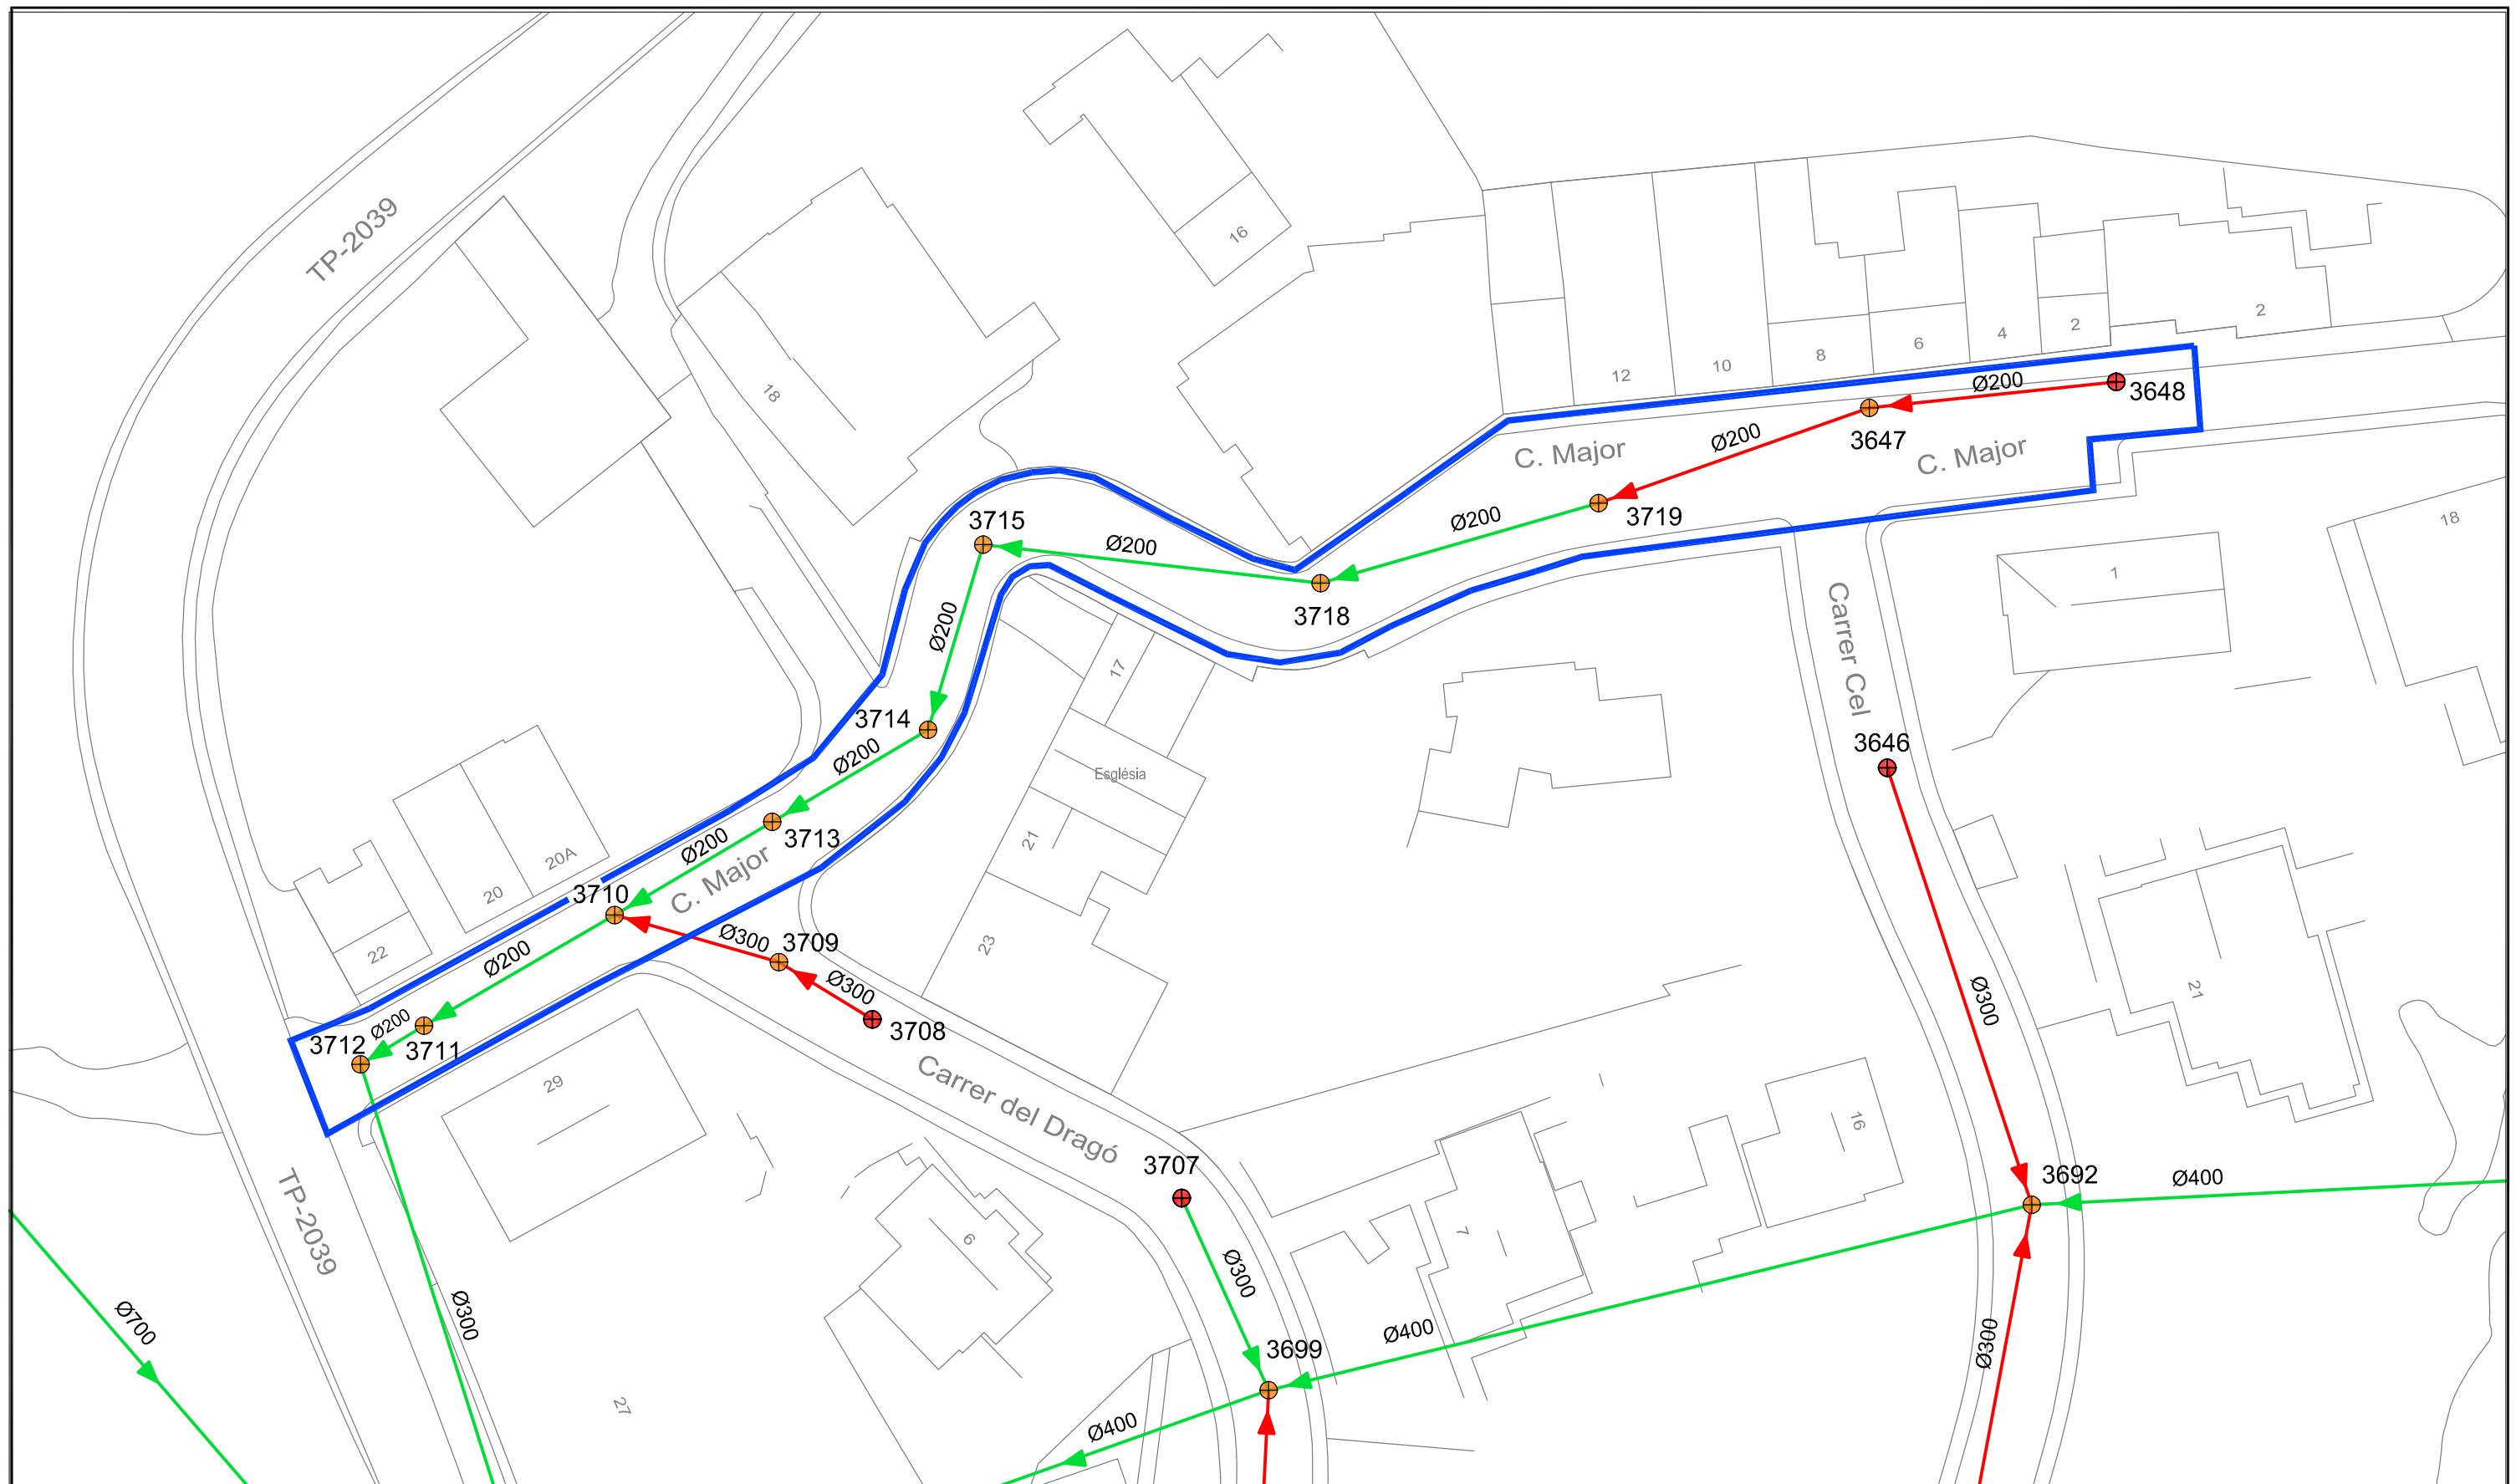 TP-2039
16
18
12
10
8
6
4
2
2
Ø200
3648
3647
C. Major
Ø200
C. Major
3719
Ø200
3715
Ø200
3718
18
1
Carrer Cel
Ø200
17
3714
Ø200
3646
Església
3713
Ø200
C. Major
21
20A
20
3710
22
Ø200
Ø300
3709
23
Ø300
3708
Ø300
21
3712
Ø200
3711
29
Carrer del Dragó
16
3707
3692
Ø400
TP-2039
6
7
Ø300
Ø700
Ø300
Ø400
Ø300
3699
27
Ø400